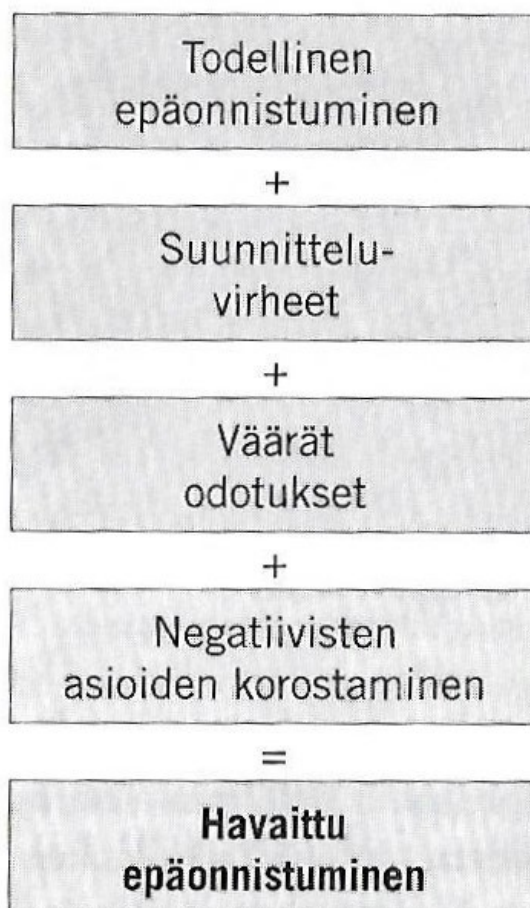 Todellinen
epäonnistuminen
+
Suunnittelu-
virheet
+
Väärät
odotukset
+
Negatiivisten
asioiden korostaminen
=
Havaittu
epäonnistuminen